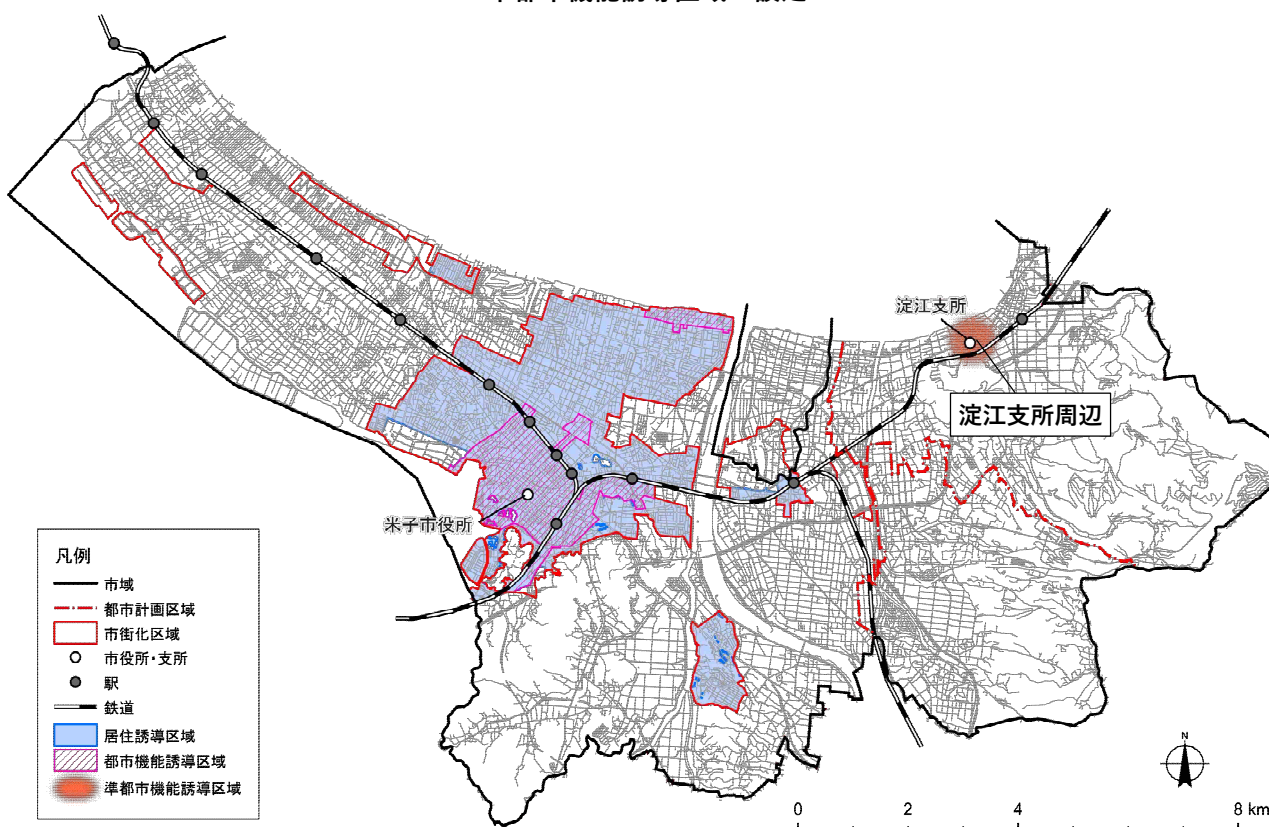 淀江支所
淀江支所周辺
米子市役所
凡例
市域
都市計画区域
市街化区域
市役所・支所
駅
鉄道
居住誘導区域
都市機能誘導区域
準都市機能誘導区域
N
0 2 4 8 km